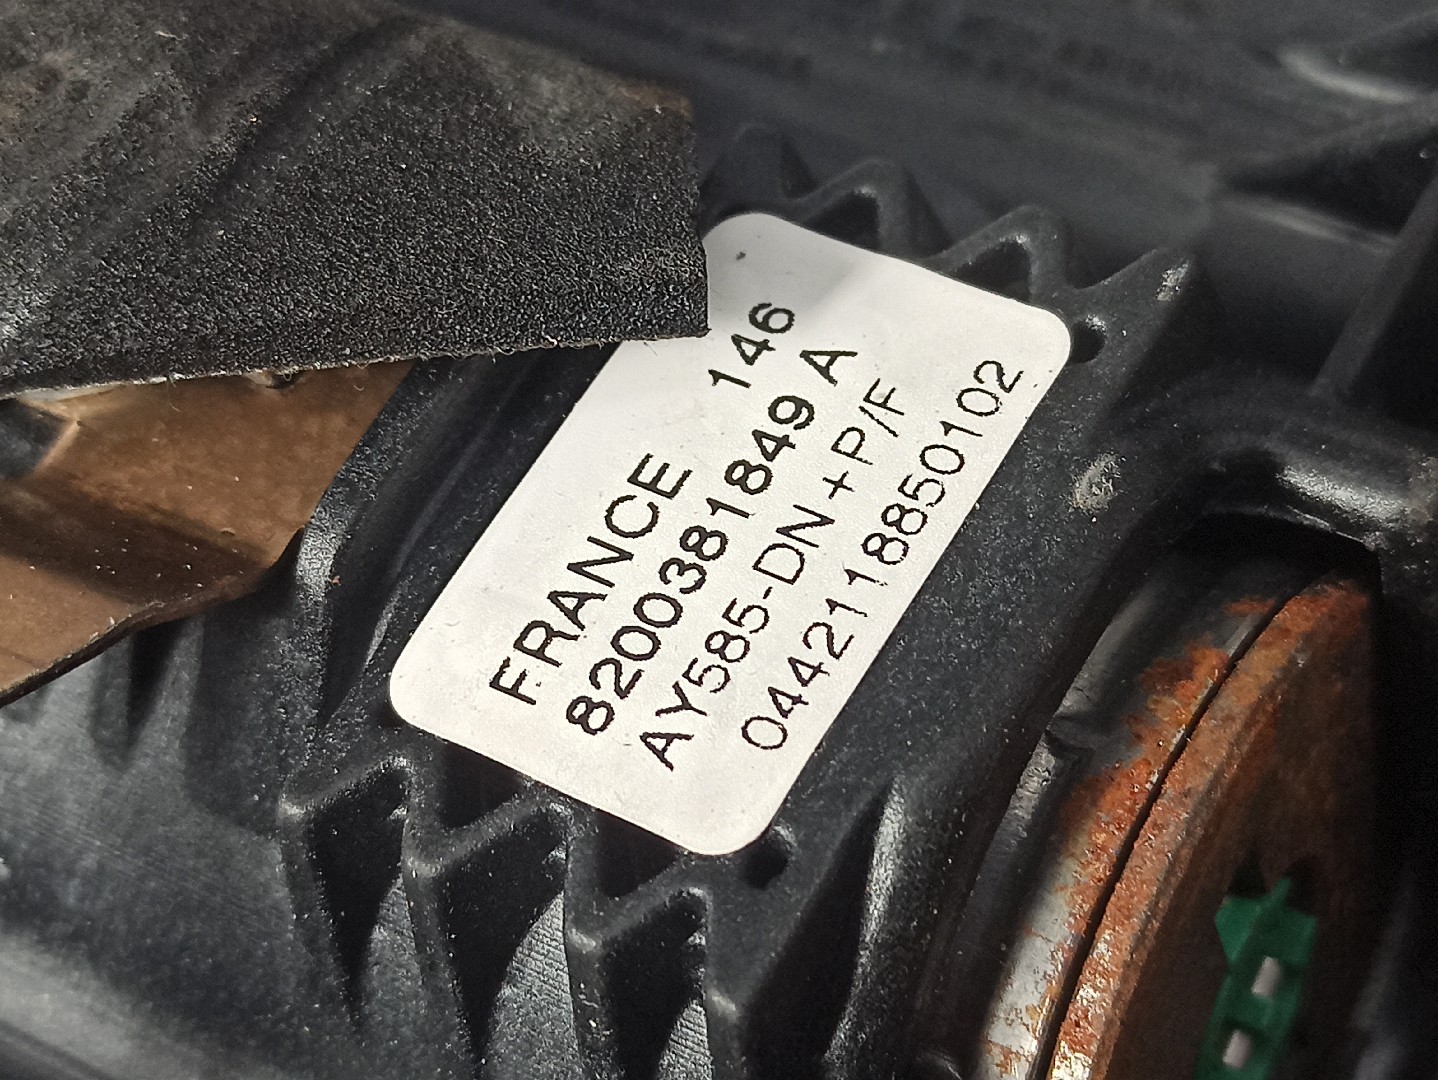 FRANCE 146
8200381849 A
AY585-DN +P/F
0442118850102